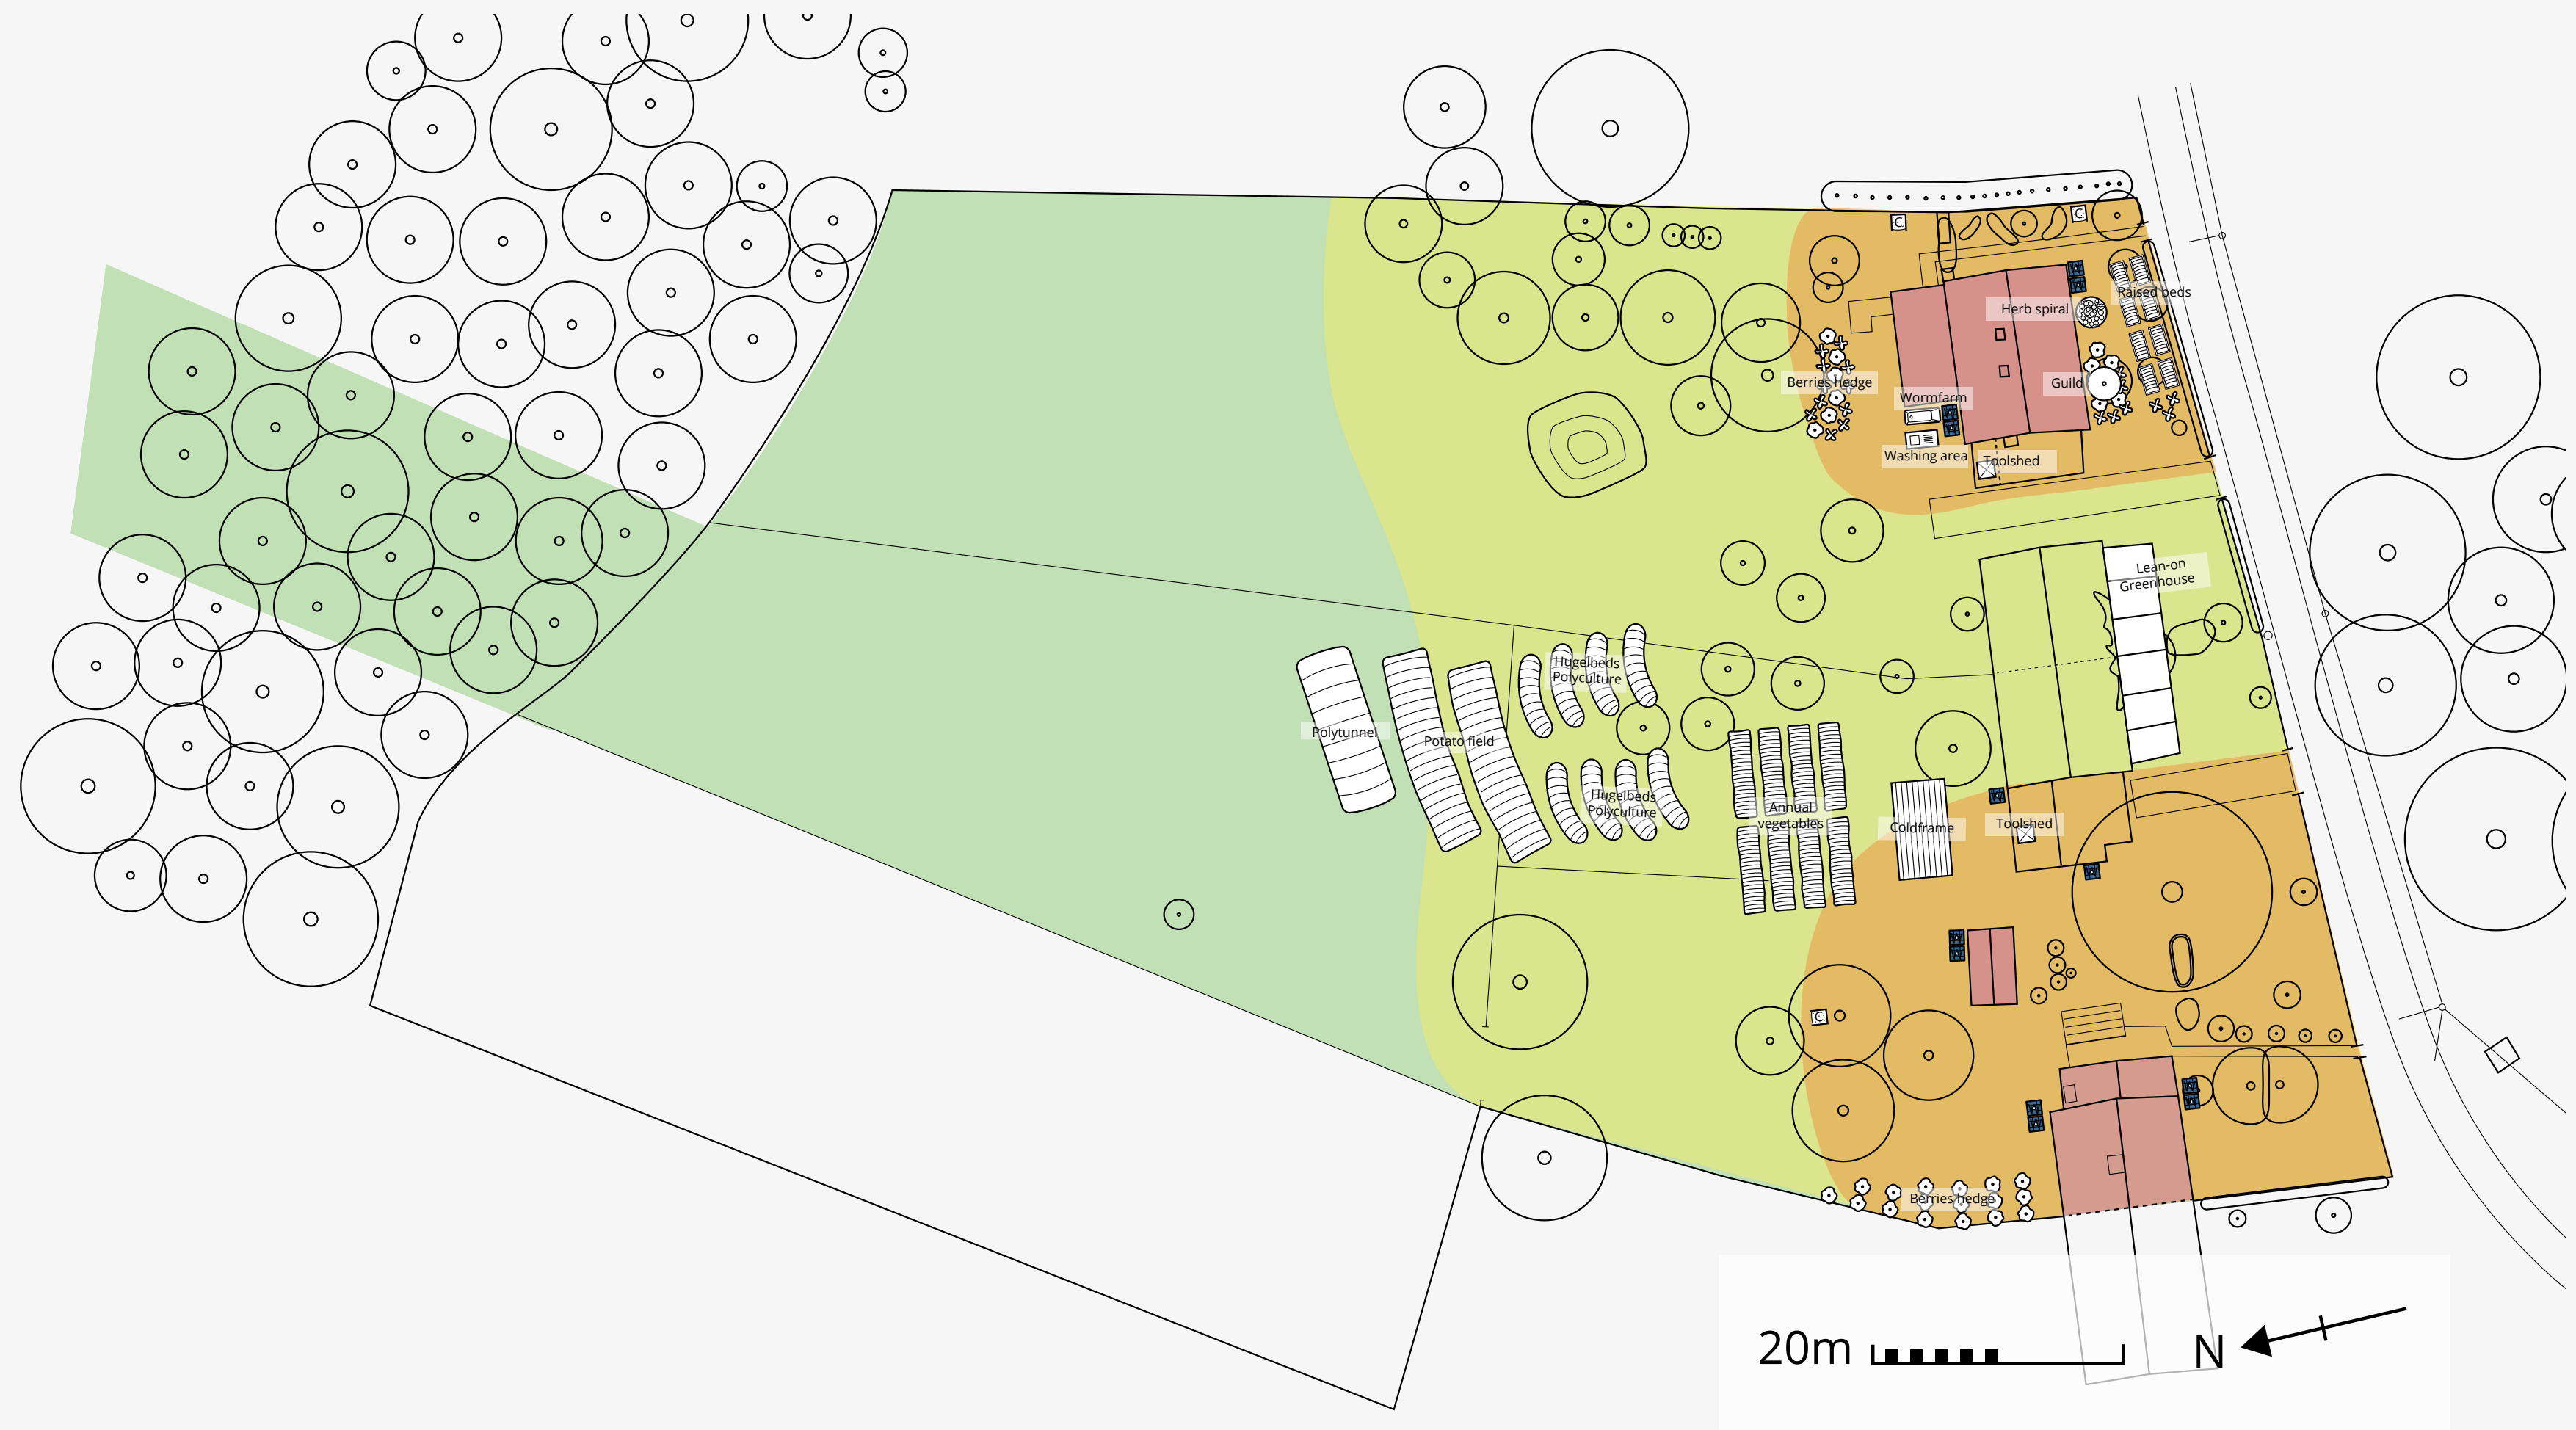 C
C
Raised beds
Herb spiral
Berries hedge
Guild
Wormfarm
Washing area
Toolshed
Lean-on
Greenhouse
Hugelbeds
Polyculture
Polytunnel
Potato field
Hugelbeds
Polyculture
Annual
vegetables
Coldframe
Toolshed
C
Berries hedge
20m
N